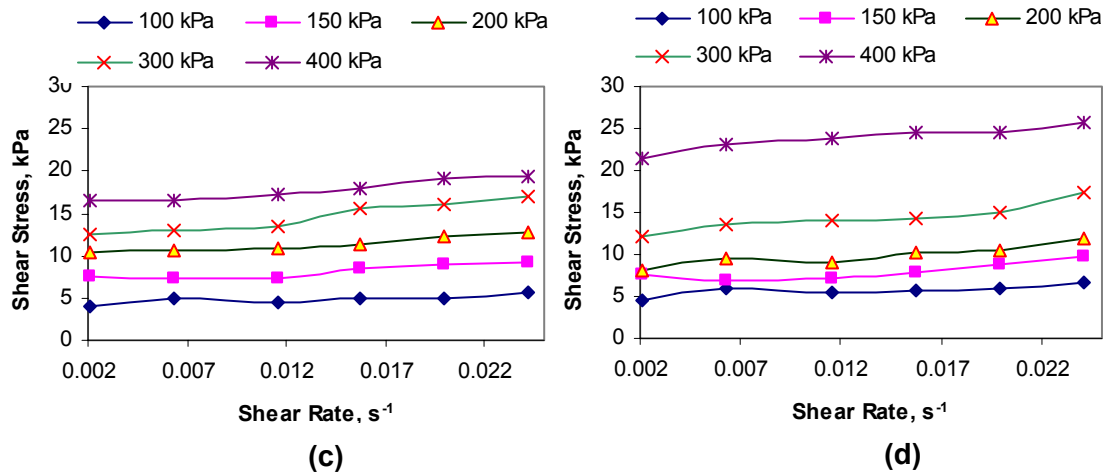 100 kPa 150 kPa 200 kPa
300 kPa 400 kPa
30
25
20
15
10
5
0
Shear Stress, kPa
0.002 0.007 0.012 0.017 0.022
Shear Rate, s⁻¹
(c)
100 kPa 150 kPa 200 kPa
300 kPa 400 kPa
30
25
20
15
10
5
0
Shear Stress, kPa
0.002 0.007 0.012 0.017 0.022
Shear Rate, s⁻¹
(d)